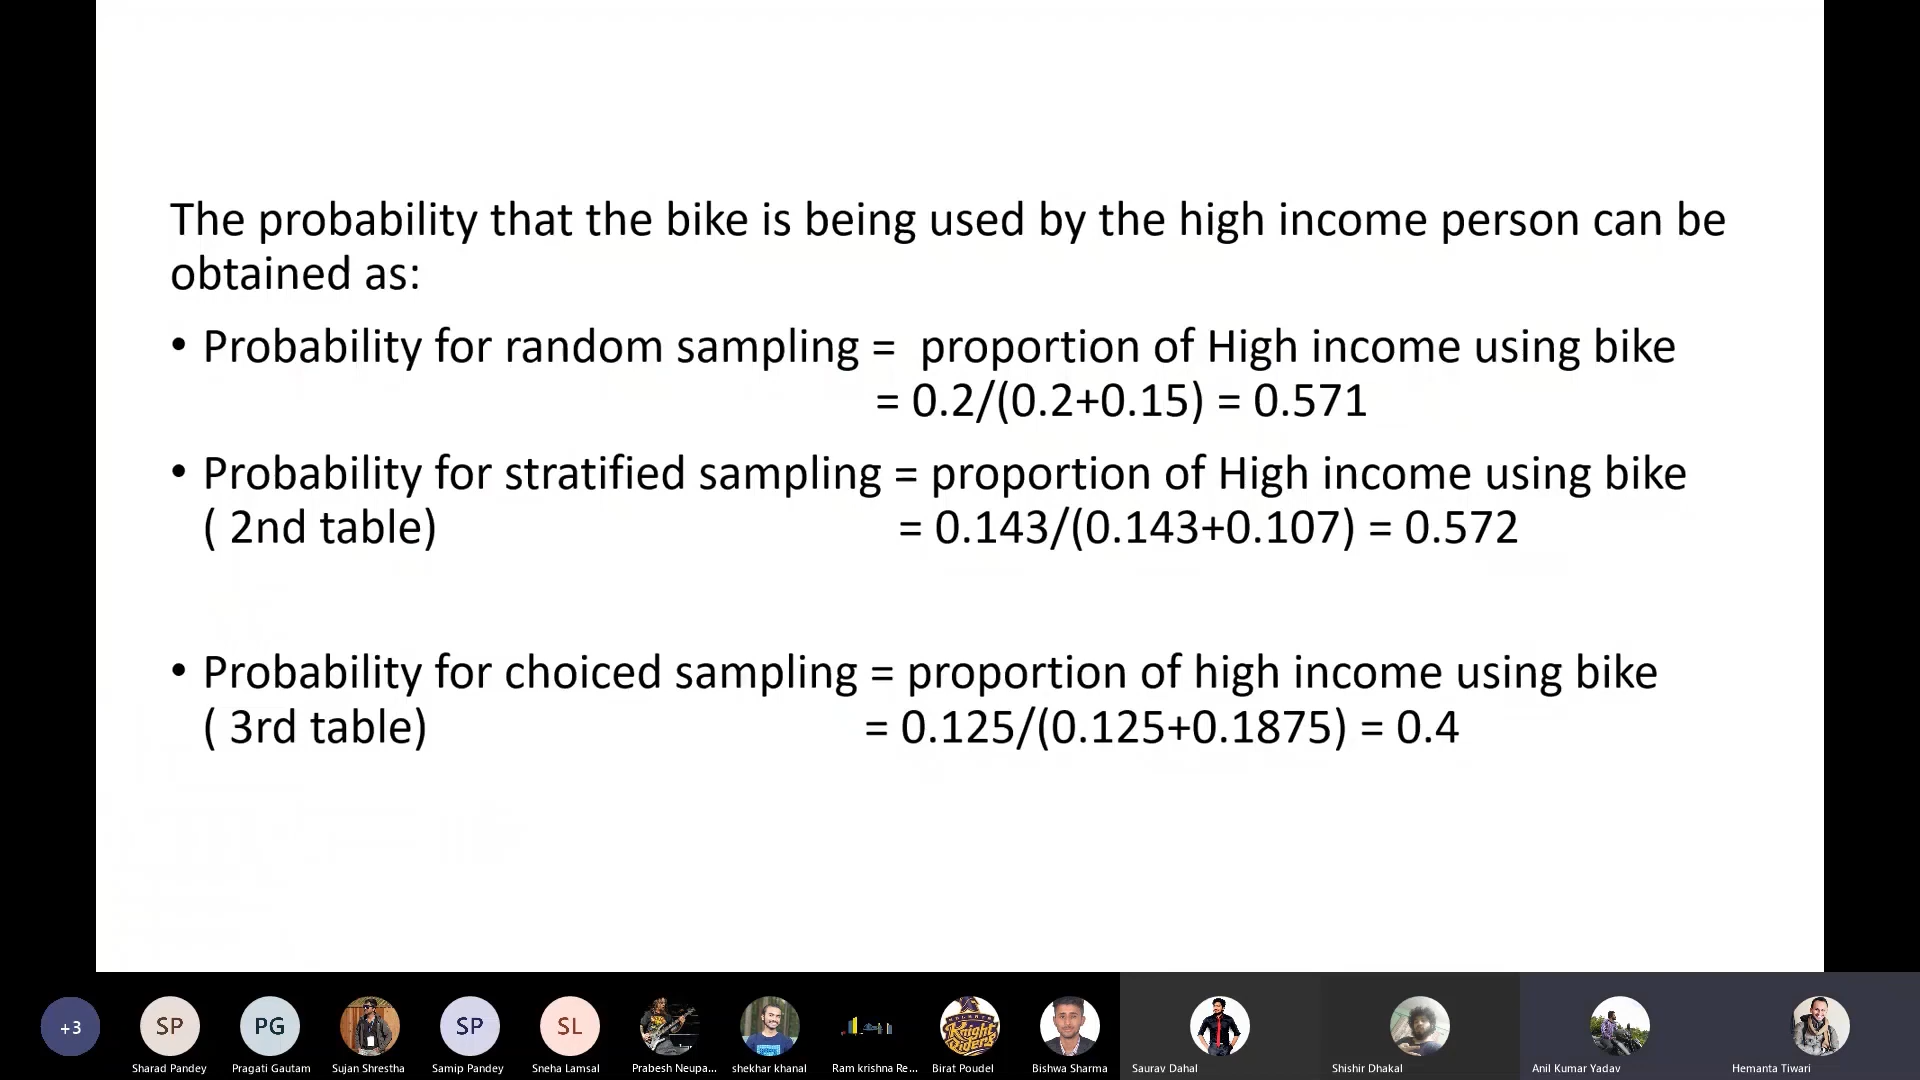 The probability that the bike is being used by the high income person can be
obtained as:
• Probability for random sampling =  proportion of High income using bike
= 0.2/(0.2+0.15) = 0.571
• Probability for stratified sampling = proportion of High income using bike
( 2nd table) = 0.143/(0.143+0.107) = 0.572
• Probability for choiced sampling = proportion of high income using bike
( 3rd table) = 0.125/(0.125+0.1875) = 0.4
+3 SP PG SP SL Knight Riders
Sharad Pandey Pragati Gautam Sujan Shrestha Samip Pandey Sneha Lamsal Prabesh Neupa... shekhar khanal Ram krishna Re... Birat Poudel Bishwa Sharma Saurav Dahal Shishir Dhakal Anil Kumar Yadav Hemanta Tiwari